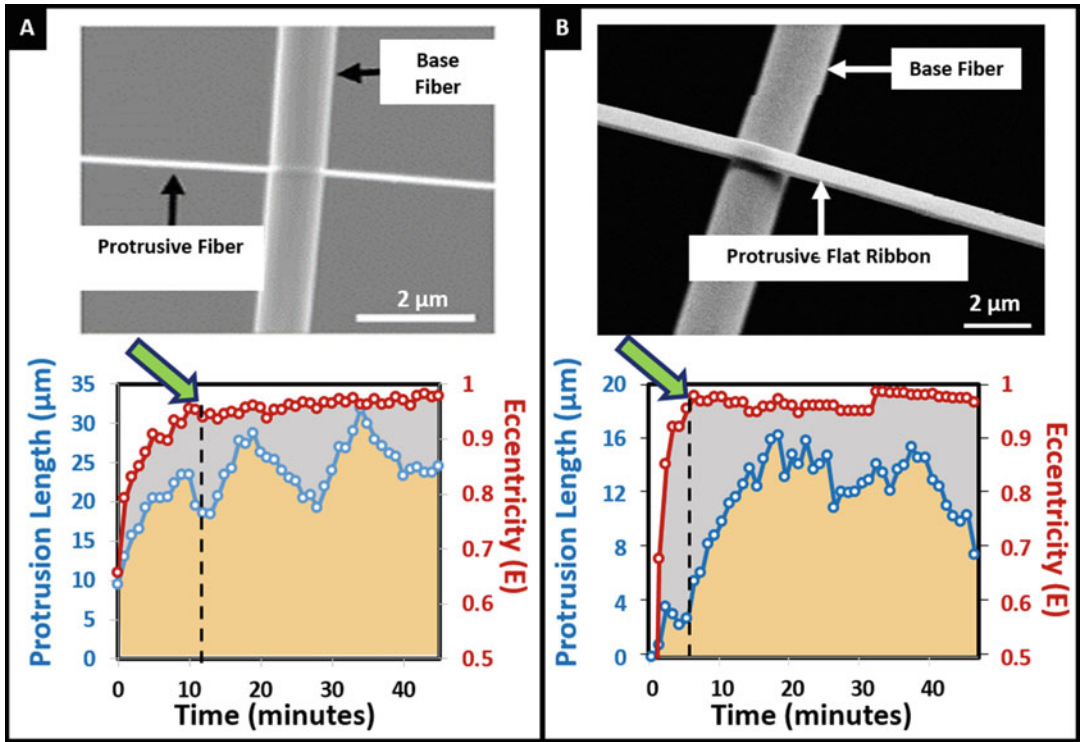 A
Base
Fiber
Protrusive Fiber
2 μm
B
Base Fiber
Protrusive Flat Ribbon
2 μm
Protrusion Length (μm)
35
30
25
20
15
10
5
0
1
0.9
0.8
0.7
0.6
0.5
Eccentricity (E)
0 10 20 30 40
Time (minutes)
Protrusion Length (μm)
20
16
12
8
4
0
1
0.9
0.8
0.7
0.6
0.5
Eccentricity (E)
0 10 20 30 40
Time (minutes)